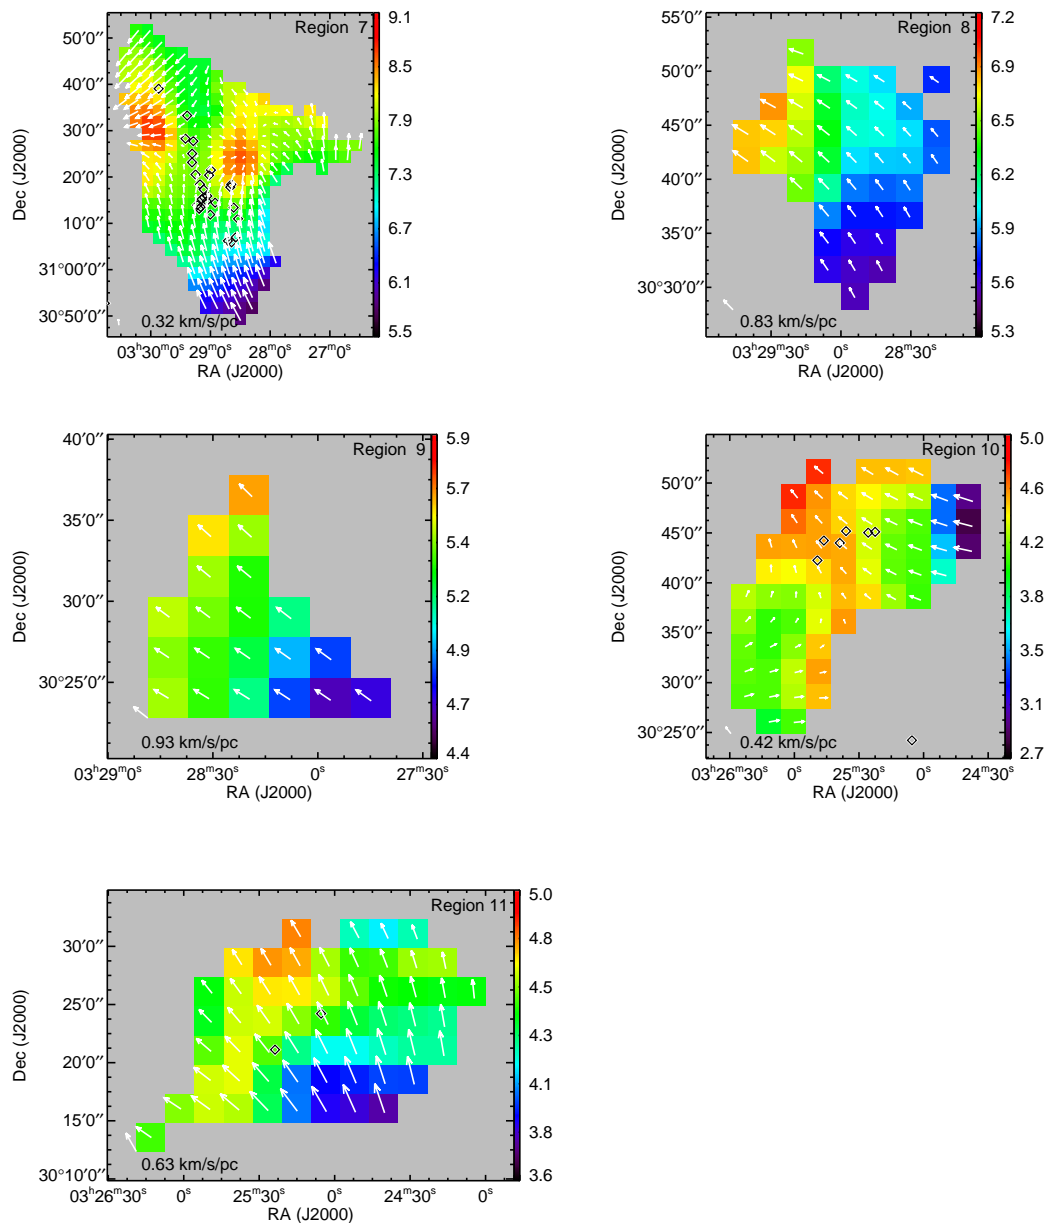 Region 7
50′0′′
40′0′′
30′0′′
20′0′′
10′0′′
31°00′0′′
30°50′0′′
Dec (J2000)
0.32 km/s/pc
03ʰ30ᵐ0ˢ 29ᵐ0ˢ 28ᵐ0ˢ 27ᵐ0ˢ
RA (J2000)
9.1
8.5
7.9
7.3
6.7
6.1
5.5
Region 8
55′0′′
50′0′′
45′0′′
40′0′′
35′0′′
30°30′0′′
Dec (J2000)
0.83 km/s/pc
03ʰ29ᵐ30ˢ 0ˢ 28ᵐ30ˢ
RA (J2000)
7.2
6.9
6.5
6.2
5.9
5.6
5.3
Region 9
40′0′′
35′0′′
30′0′′
30°25′0′′
Dec (J2000)
0.93 km/s/pc
03ʰ29ᵐ0ˢ 28ᵐ30ˢ 0ˢ 27ᵐ30ˢ
RA (J2000)
5.9
5.7
5.4
5.2
4.9
4.7
4.4
Region 10
50′0′′
45′0′′
40′0′′
35′0′′
30′0′′
30°25′0′′
Dec (J2000)
0.42 km/s/pc
03ʰ26ᵐ30ˢ 0ˢ 25ᵐ30ˢ 0ˢ 24ᵐ30ˢ
RA (J2000)
5.0
4.6
4.2
3.8
3.5
3.1
2.7
Region 11
30′0′′
25′0′′
20′0′′
15′0′′
30°10′0′′
Dec (J2000)
0.63 km/s/pc
03ʰ26ᵐ30ˢ 0ˢ 25ᵐ30ˢ 0ˢ 24ᵐ30ˢ 0ˢ
RA (J2000)
5.0
4.8
4.5
4.3
4.1
3.8
3.6